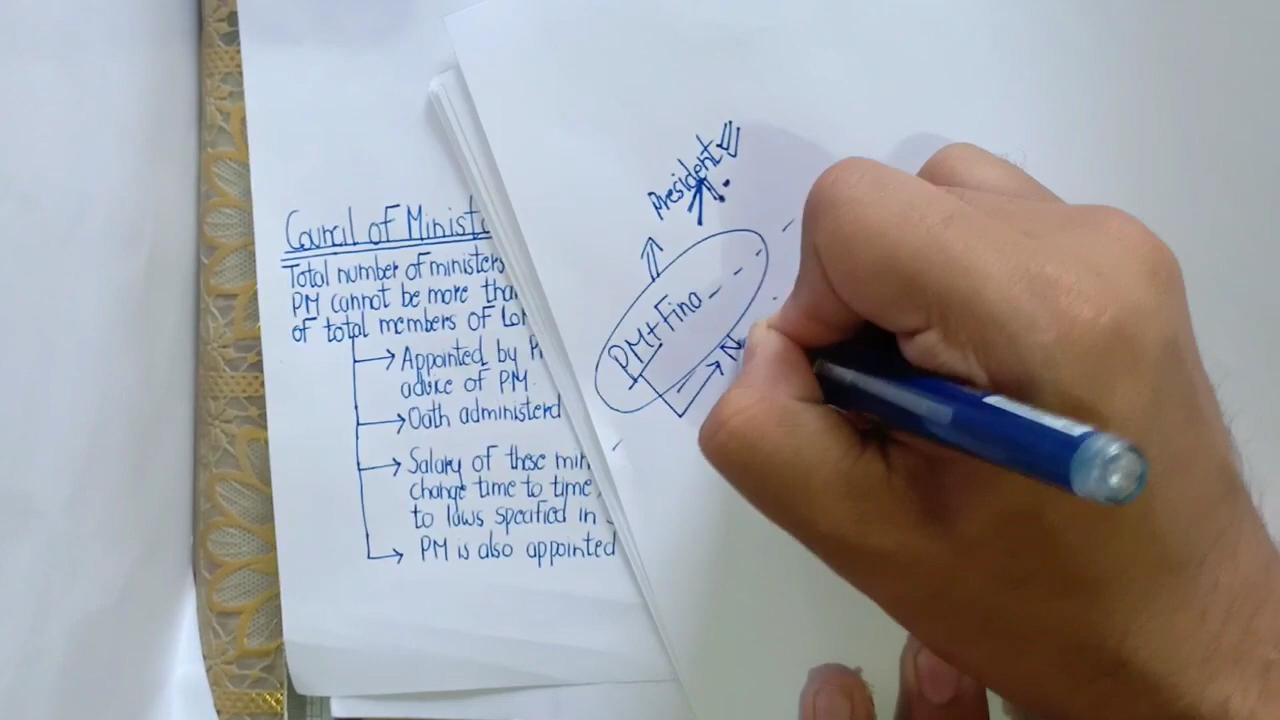 Council of Ministe
Total number of ministers
PM cannot be more tha
of total members of Lo
Appointed by P
advice of PM.
Oath administerd
Salary of these min
change time to time
to laws specified in
PM is also appointed
President
PM+Fina
N